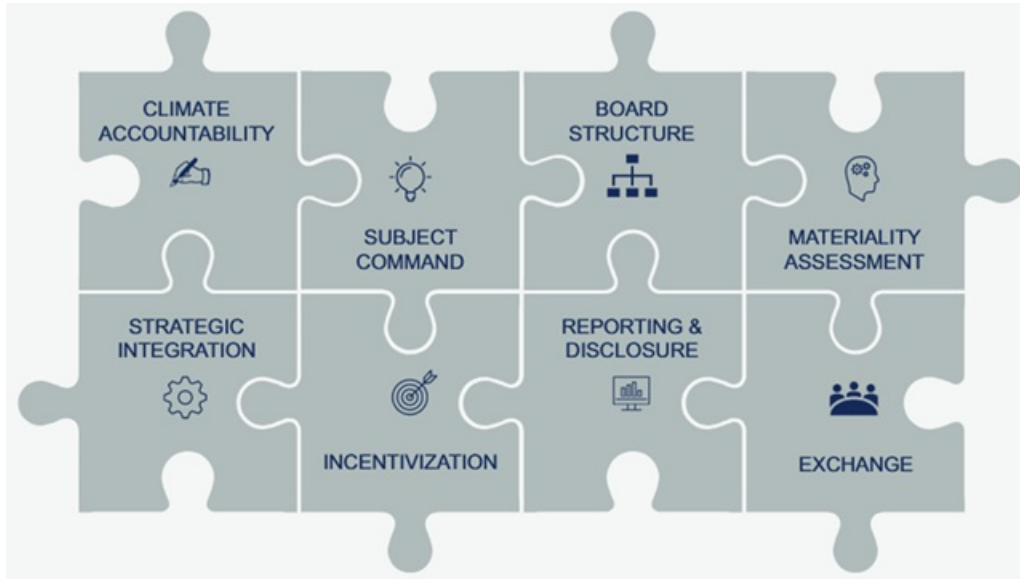 CLIMATE
ACCOUNTABILITY
SUBJECT
COMMAND
BOARD
STRUCTURE
MATERIALITY
ASSESSMENT
STRATEGIC
INTEGRATION
INCENTIVIZATION
REPORTING &
DISCLOSURE
EXCHANGE